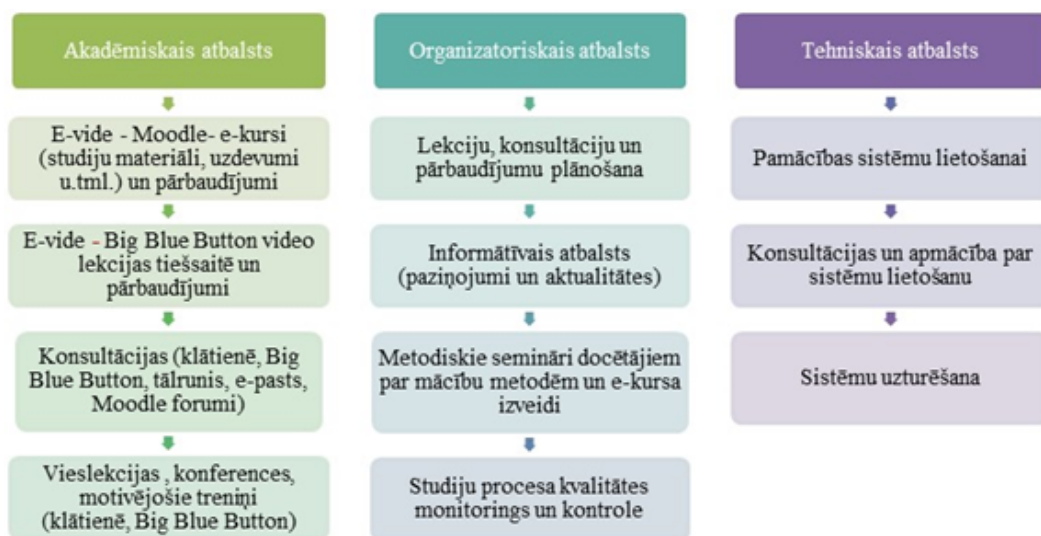 Akadēmiskais atbalsts
E-vide - Moodle- e-kursi
(studiju materiāli, uzdevumi
u.tml.) un pārbaudījumi
E-vide - Big Blue Button video
lekcijas tiešsaitē un
pārbaudījumi
Konsultācijas (klātienē, Big
Blue Button, tālrunis, e-pasts,
Moodle forumi)
Vieslekcijas , konferences,
motivējošie treniņi
(klātienē, Big Blue Button)
Organizatoriskais atbalsts
Lekciju, konsultāciju un
pārbaudījumu plānošana
Informātīvais atbalsts
(paziņojumi un aktualitātes)
Metodiskie semināri docētājiem
par mācību metodēm un e-kursa
izveidi
Studiju procesa kvalitātes
monitorings un kontrole
Tehniskais atbalsts
Pamācības sistēmu lietošanai
Konsultācijas un apmācība par
sistēmu lietošanu
Sistēmu uzturēšana